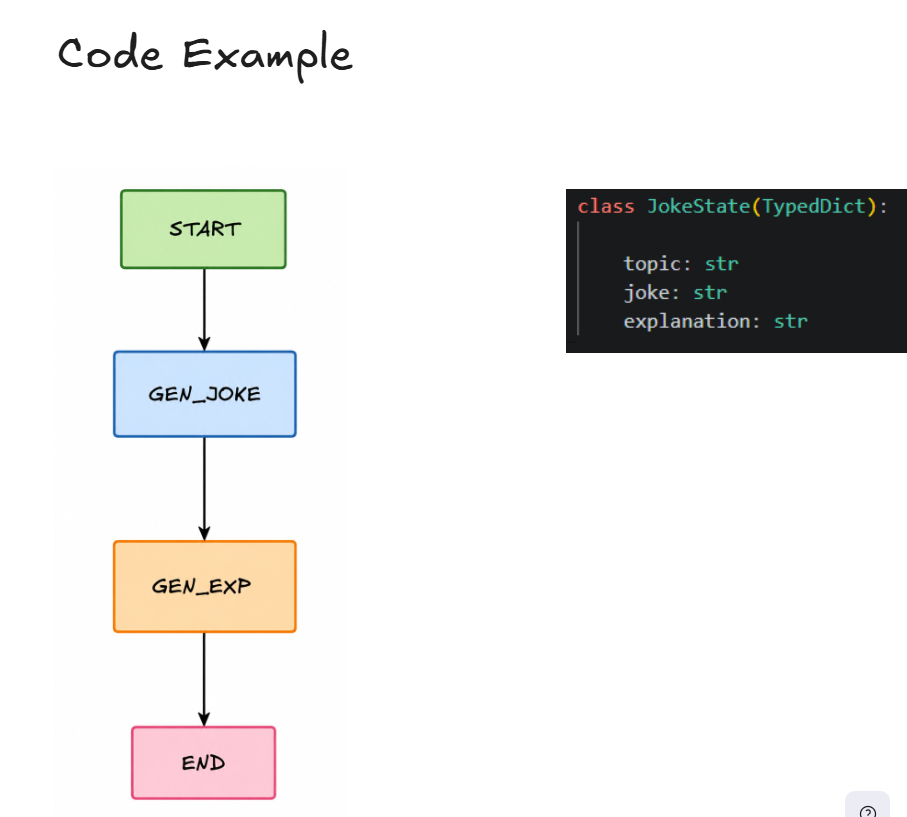 Code Example
START
GEN_JOKE
GEN_EXP
END
class JokeState(TypedDict):
topic: str
joke: str
explanation: str